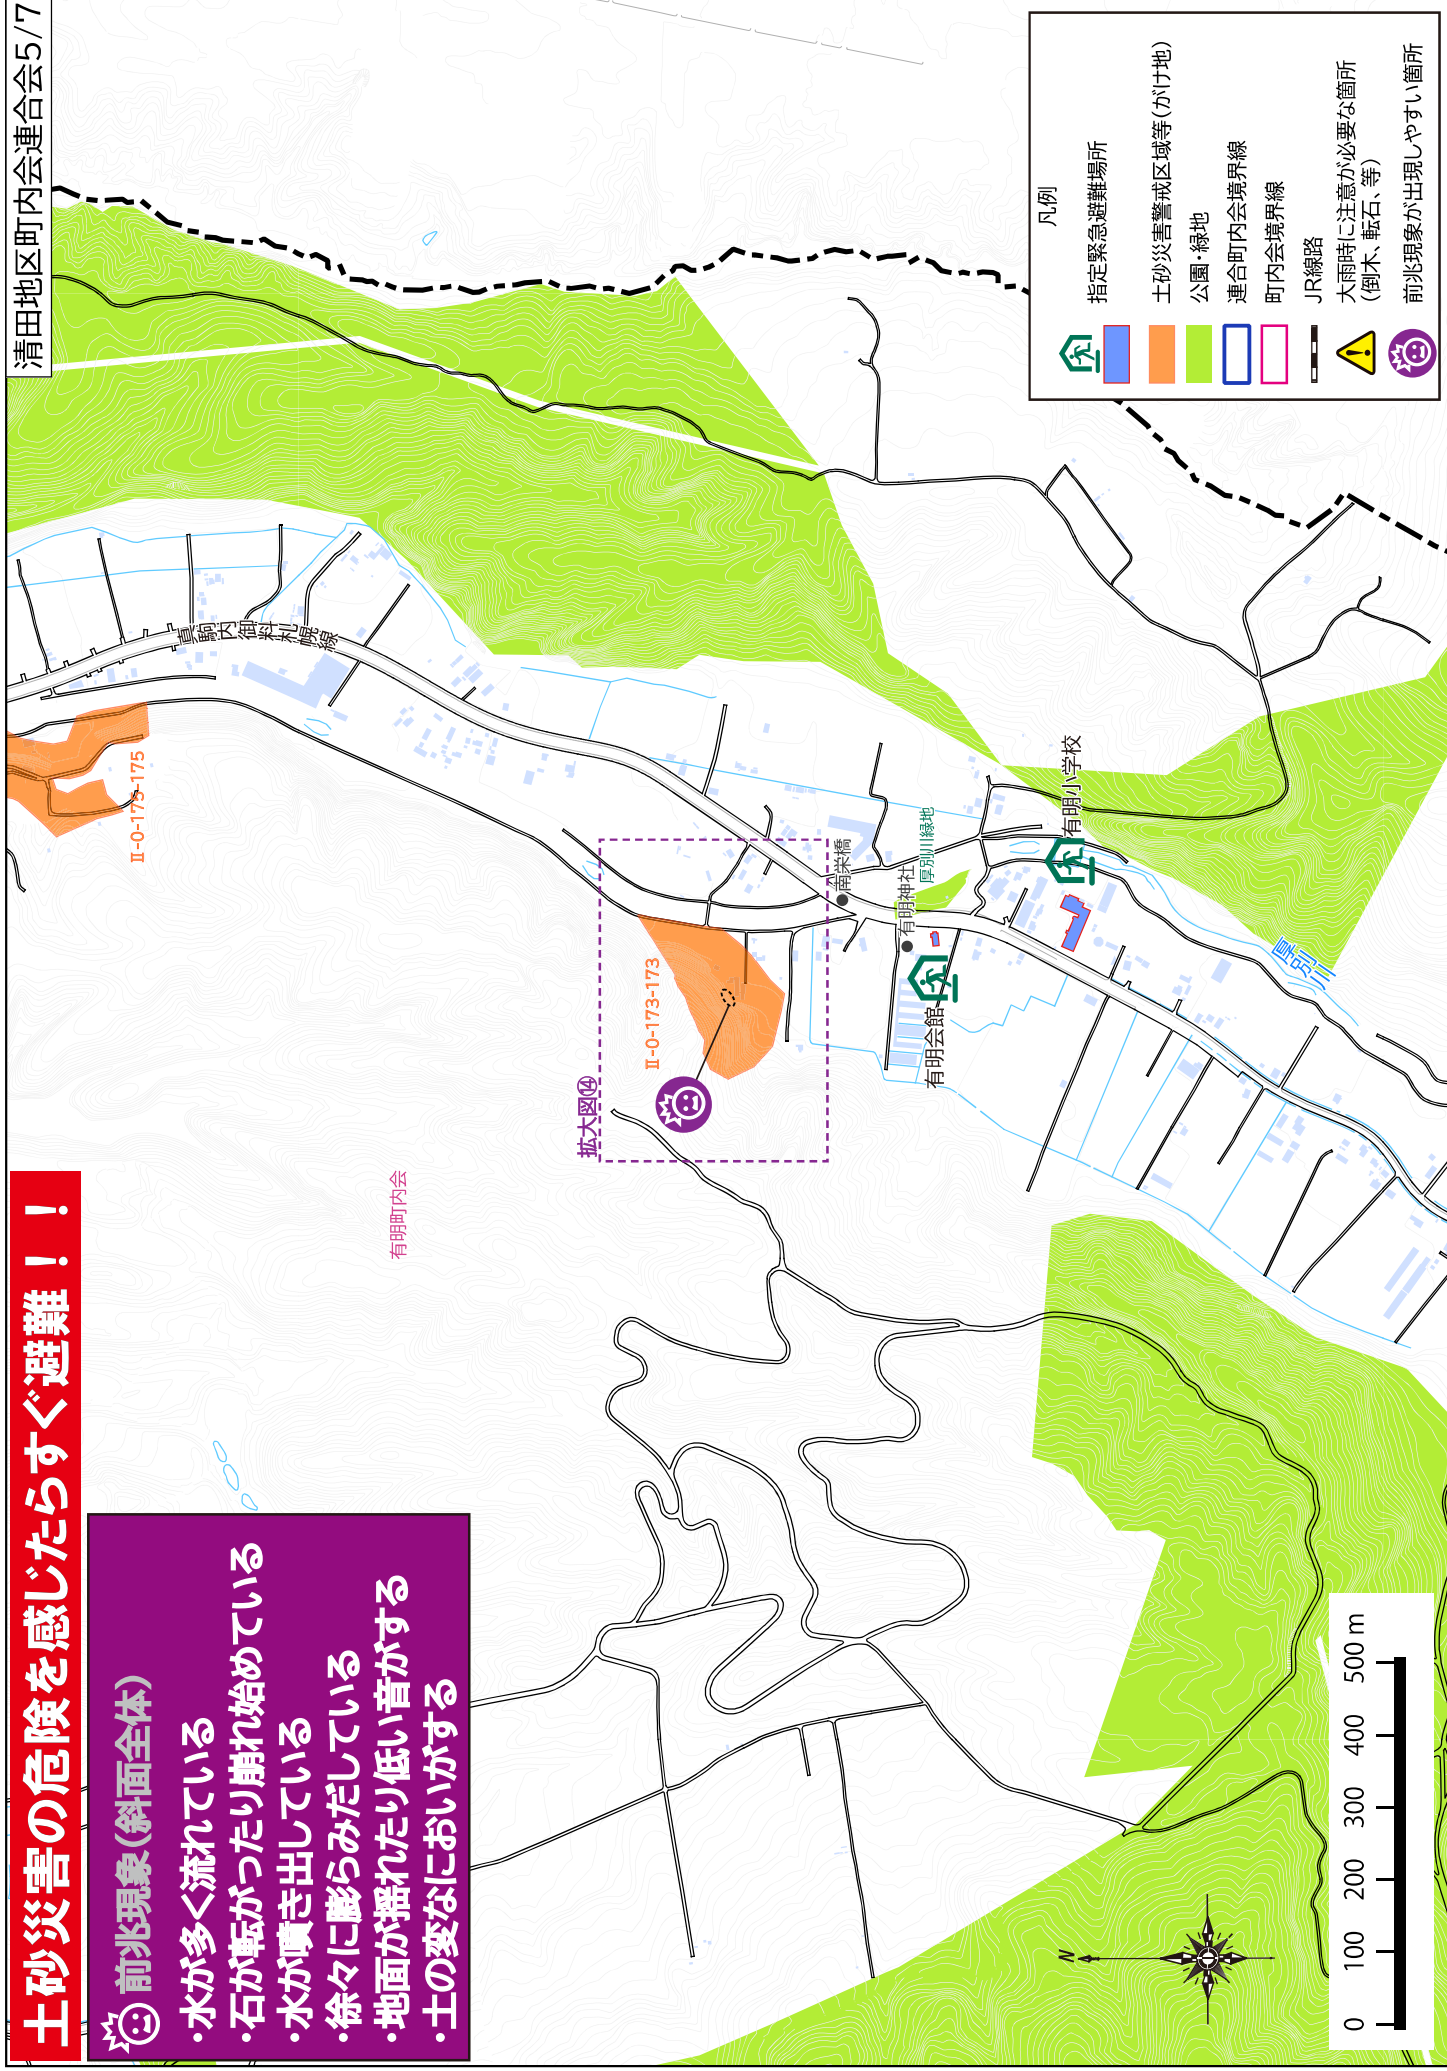 土砂災害の危険を感じたらすぐ避難！！
清田地区町内会連合会5/7
前兆現象（斜面全体）
・水が多く流れている
・石が転がったり崩れ始めている
・水が噴き出している
・徐々に膨らみだしている
・地面が揺れたり低い音がする
・土の変なにおいがする
Ⅱ-0-175-175
真駒内御料札幌線
有明町内会
拡大図⑭
Ⅱ-0-173-173
南栄橋
有明神社
厚別川緑地
有明会館
有明小学校
厚別川
N
0 100 200 300 400 500 m
凡例
指定緊急避難場所
土砂災害警戒区域等（がけ地）
公園・緑地
連合町内会境界線
町内会境界線
JR線路
大雨時に注意が必要な箇所
（倒木、転石、等）
前兆現象が出現しやすい箇所